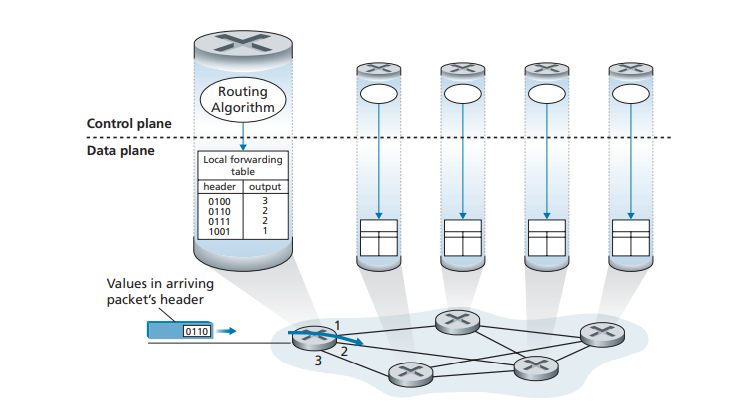 Routing
Algorithm
Control plane
Data plane
Local forwarding
table
header output
0100 3
0110 2
0111 2
1001 1
Values in arriving
packet's header
0110
1
2
3